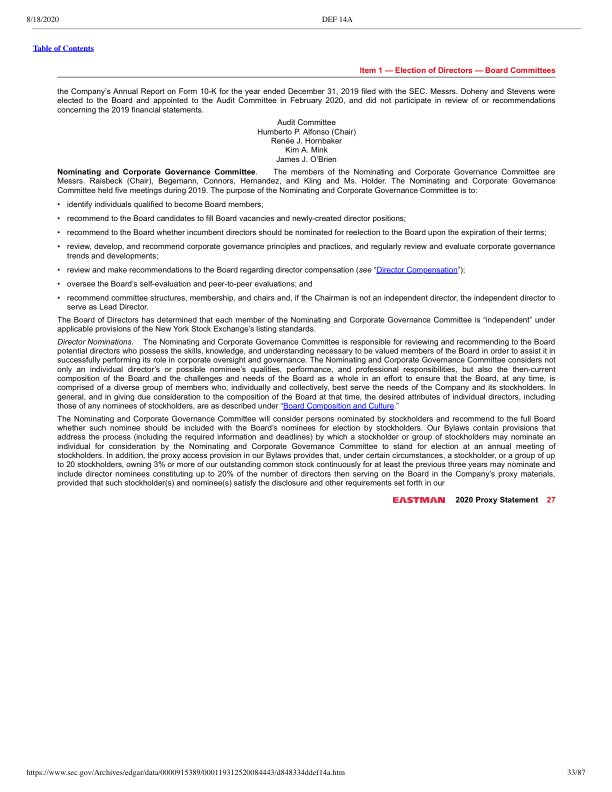 8/18/2020
DEF 14A
Table of Contents
Item 1 — Election of Directors — Board Committees
the Company's Annual Report on Form 10-K for the year ended December 31, 2019 filed with the SEC. Messrs. Doheny and Stevens were
elected to the Board and appointed to the Audit Committee in February 2020, and did not participate in review of or recommendations
concerning the 2019 financial statements.
Audit Committee
Humberto P. Alfonso (Chair)
Renée J. Hornbaker
Kim A. Mink
James J. O'Brien
Nominating and Corporate Governance Committee. The members of the Nominating and Corporate Governance Committee are
Messrs. Raisbeck (Chair), Begemann, Connors, Hernandez, and Kling and Ms. Holder. The Nominating and Corporate Governance
Committee held five meetings during 2019. The purpose of the Nominating and Corporate Governance Committee is to:
• identify individuals qualified to become Board members;
• recommend to the Board candidates to fill Board vacancies and newly-created director positions;
• recommend to the Board whether incumbent directors should be nominated for reelection to the Board upon the expiration of their terms;
• review, develop, and recommend corporate governance principles and practices, and regularly review and evaluate corporate governance
trends and developments;
• review and make recommendations to the Board regarding director compensation (see “Director Compensation”);
• oversee the Board's self-evaluation and peer-to-peer evaluations; and
• recommend committee structures, membership, and chairs and, if the Chairman is not an independent director, the independent director to
serve as Lead Director.
The Board of Directors has determined that each member of the Nominating and Corporate Governance Committee is “independent” under
applicable provisions of the New York Stock Exchange's listing standards.
Director Nominations. The Nominating and Corporate Governance Committee is responsible for reviewing and recommending to the Board
potential directors who possess the skills, knowledge, and understanding necessary to be valued members of the Board in order to assist it in
successfully performing its role in corporate oversight and governance. The Nominating and Corporate Governance Committee considers not
only an individual director's or possible nominee's qualities, performance, and professional responsibilities, but also the then-current
composition of the Board and the challenges and needs of the Board as a whole in an effort to ensure that the Board, at any time, is
comprised of a diverse group of members who, individually and collectively, best serve the needs of the Company and its stockholders. In
general, and in giving due consideration to the composition of the Board at that time, the desired attributes of individual directors, including
those of any nominees of stockholders, are as described under “Board Composition and Culture.”
The Nominating and Corporate Governance Committee will consider persons nominated by stockholders and recommend to the full Board
whether such nominee should be included with the Board's nominees for election by stockholders. Our Bylaws contain provisions that
address the process (including the required information and deadlines) by which a stockholder or group of stockholders may nominate an
individual for consideration by the Nominating and Corporate Governance Committee to stand for election at an annual meeting of
stockholders. In addition, the proxy access provision in our Bylaws provides that, under certain circumstances, a stockholder, or a group of up
to 20 stockholders, owning 3% or more of our outstanding common stock continuously for at least the previous three years may nominate and
include director nominees constituting up to 20% of the number of directors then serving on the Board in the Company's proxy materials,
provided that such stockholder(s) and nominee(s) satisfy the disclosure and other requirements set forth in our
EASTMAN 2020 Proxy Statement 27
https://www.sec.gov/Archives/edgar/data/0000915389/000119312520084443/d848334ddef14a.htm
33/87